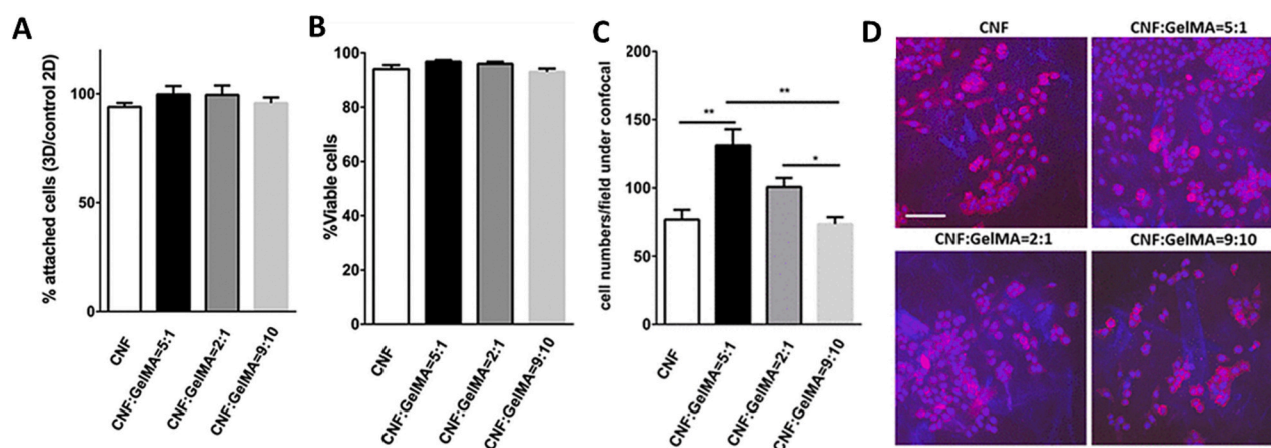 A
% attached cells (3D/control 2D)
100
50
0
CNF
CNF:GelMA=5:1
CNF:GelMA=2:1
CNF:GelMA=9:10
B
%Viable cells
100
80
60
40
20
0
CNF
CNF:GelMA=5:1
CNF:GelMA=2:1
CNF:GelMA=9:10
C
cell numbers/field under confocal
200
150
100
50
0
**
**
*
CNF
CNF:GelMA=5:1
CNF:GelMA=2:1
CNF:GelMA=9:10
D
CNF
CNF:GelMA=5:1
CNF:GelMA=2:1
CNF:GelMA=9:10